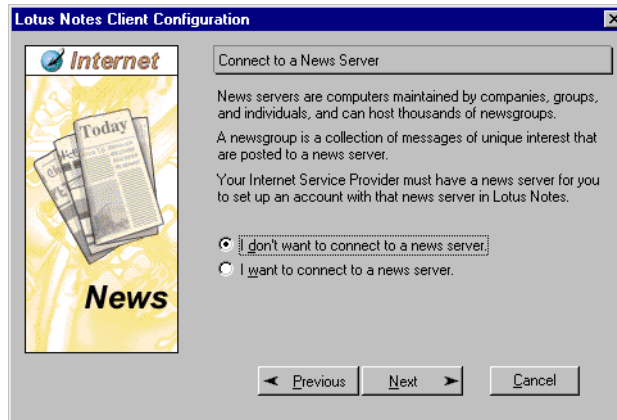 Lotus Notes Client Configuration
Internet
Today
News
Connect to a News Server
News servers are computers maintained by companies, groups,
and individuals, and can host thousands of newsgroups.
A newsgroup is a collection of messages of unique interest that
are posted to a news server.
Your Internet Service Provider must have a news server for you
to set up an account with that news server in Lotus Notes.
I don't want to connect to a news server.
I want to connect to a news server.
Previous
Next
Cancel